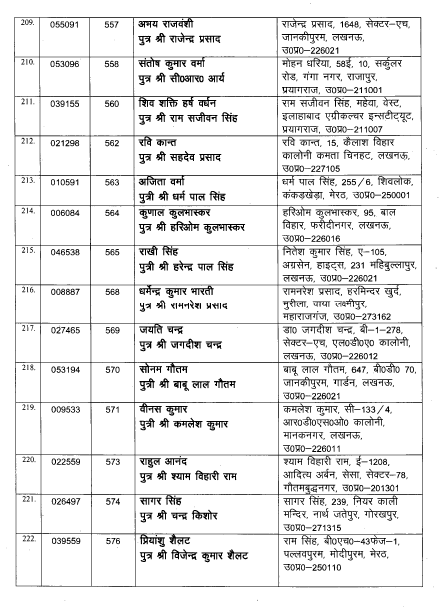 209. 055091 557 अभय राजवंशी राजेन्द्र प्रसाद, 1648, सेक्टर–एच,
पुत्र श्री राजेन्द्र प्रसाद जानकीपुरम, लखनऊ,
उ0प्र0–226021
210. 053096 558 संतोष कुमार वर्मा मोहन धरिया, 58ई, 10, सर्कुलर
पुत्र श्री सी0आर0 आर्य रोड, गंगा नगर, राजापुर,
प्रयागराज, उ0प्र0–211001
211. 039155 560 शिव शक्ति हर्ष वर्धन राम सजीवन सिंह, महेवा, वेस्ट,
पुत्र श्री राम सजीवन सिंह इलाहाबाद एग्रीकल्चर इन्सटीट्यूट,
प्रयागराज, उ0प्र0–211007
212. 021298 562 रवि कान्त रवि कान्त, 15, कैलाश विहार
पुत्र श्री सहदेव प्रसाद कालोनी कमता चिनहट, लखनऊ,
उ0प्र0–227105
213. 010591 563 अजिता वर्मा धर्म पाल सिंह, 255/6, शिवलोक,
पुत्री श्री धर्म पाल सिंह कंकड़खेड़ा, मेरठ, उ0प्र0–250001
214. 006084 564 कुणाल कुलभास्कर हरिओम कुलभास्कर, 95, बाल
पुत्र श्री हरिओम कुलभास्कर विहार, फरीदीनगर, लखनऊ,
उ0प्र0–226016
215. 046538 565 राखी सिंह नितेश कुमार सिंह, ए–105,
पुत्री श्री हरेन्द्र पाल सिंह अग्रसेन, हाइट्स, 231 महिबुल्लापुर,
लखनऊ, उ0प्र0–226021
216. 008887 568 धर्मेन्द्र कुमार भारती रामनरेश प्रसाद, हरमिन्दर खुर्द,
पुत्र श्री रामनरेश प्रसाद नुरीला, लक्ष्मीपुर,
महाराजगंज, उ0प्र0–273162
217. 027465 569 जयति चन्द्र डा0 जगदीश चन्द्र, बी–1–278,
पुत्र श्री जगदीश चन्द्र सेक्टर–एच, एल0डी0ए0 कालोनी,
लखनऊ, उ0प्र0–226012
218. 053194 570 सोनम गौतम बाबू लाल गौतम, 647, बी0डी0 70,
पुत्री श्री बाबू लाल गौतम जानकीपुरम, गार्डन, लखनऊ,
उ0प्र0–226021
219. 009533 571 वीनस कुमार कमलेश कुमार, सी–133/4,
पुत्री श्री कमलेश कुमार आर0डी0एस0ओ0 कालोनी,
मानकनगर, लखनऊ,
उ0प्र0–226011
220. 022559 573 राहुल आनंद श्याम विहारी राम, ई–1208,
पुत्र श्री श्याम विहारी राम आदित्य अर्बन, सेसा, सेक्टर–78,
गौतमबुद्धनगर, उ0प्र0–201301
221. 026497 574 सागर सिंह सागर सिंह, 239, नियर काली
पुत्र श्री चन्द्र किशोर मन्दिर, नार्थ जतेपुर, गोरखपुर,
उ0प्र0–271315
222. 039559 576 प्रियांशु शैलट राम सिंह, बी0एच0–43फेज–1,
पुत्र श्री विजेन्द्र कुमार शैलट पल्लवपुरम, मोदीपुरम, मेरठ,
उ0प्र0–250110